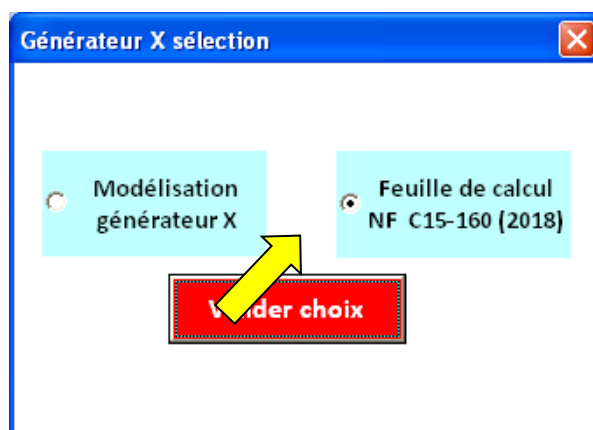 Générateur X sélection
Modélisation
générateur X
Feuille de calcul
NF C15-160 (2018)
choix